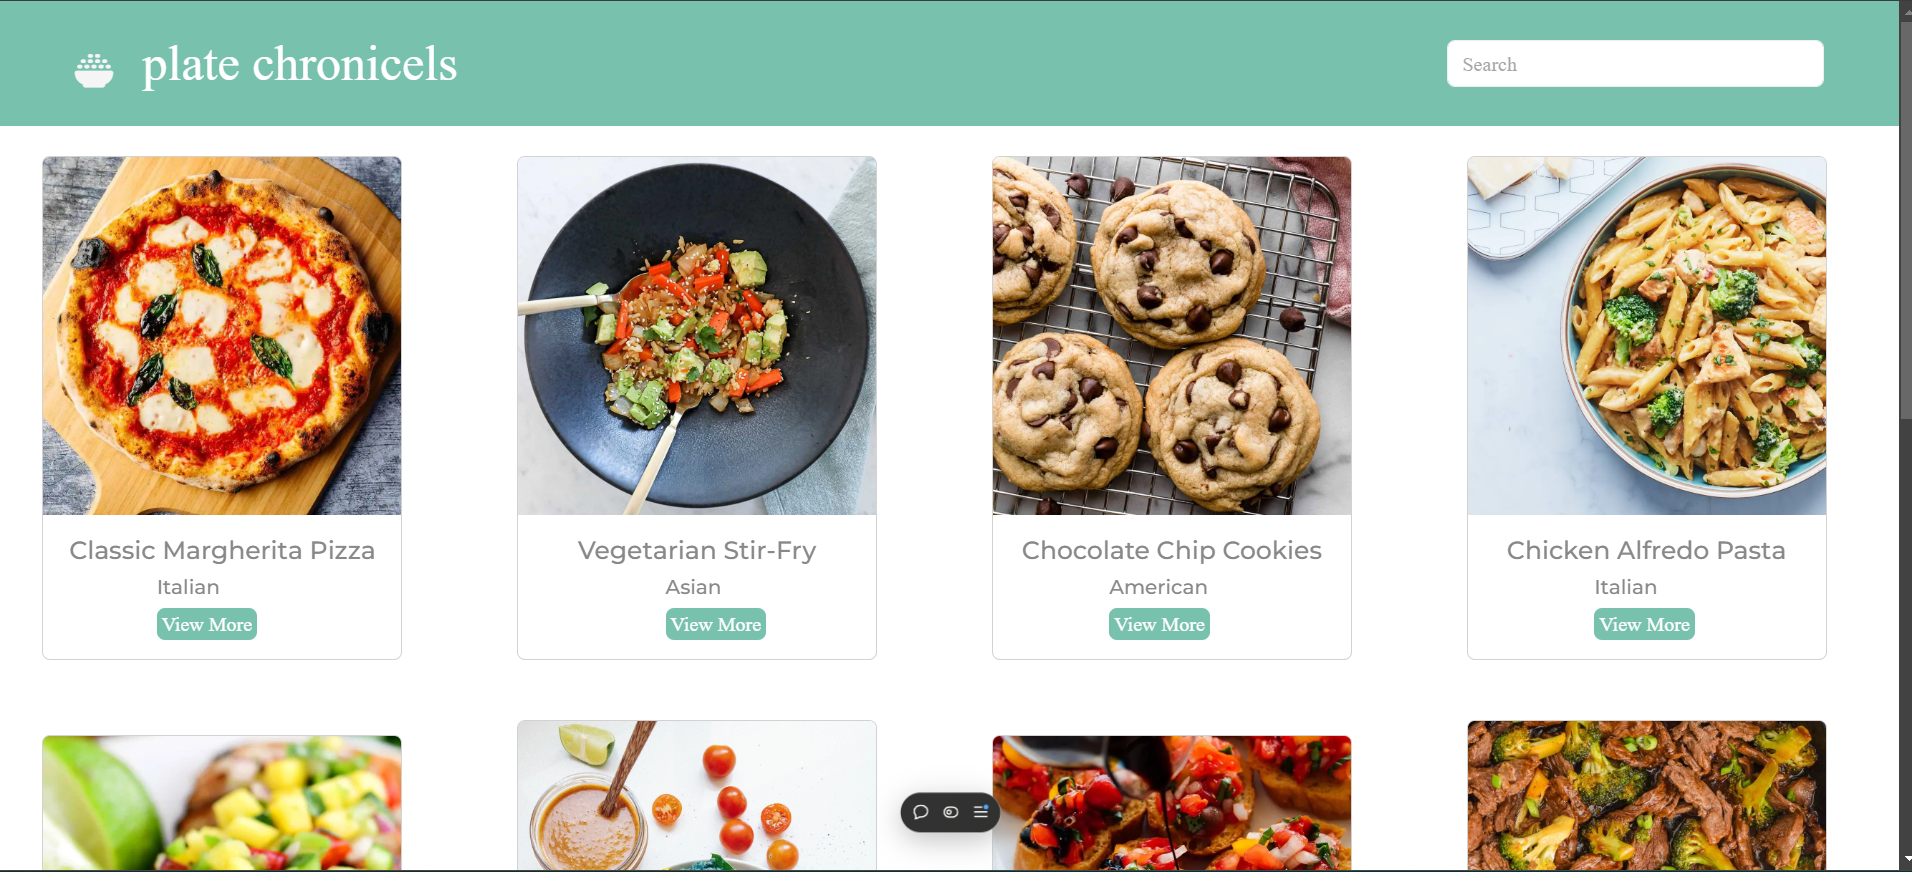 plate chronicels
Search
Classic Margherita Pizza
Italian
View More
Vegetarian Stir-Fry
Asian
View More
Chocolate Chip Cookies
American
View More
Chicken Alfredo Pasta
Italian
View More